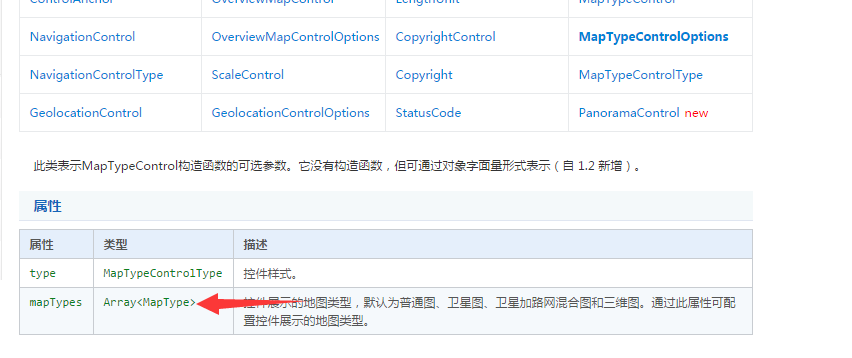 ControlAnchor OverviewMapControl LengthUnit MapTypeControl
NavigationControl OverviewMapControlOptions CopyrightControl MapTypeControlOptions
NavigationControlType ScaleControl Copyright MapTypeControlType
GeolocationControl GeolocationControlOptions StatusCode PanoramaControl new
此类表示MapTypeControl构造函数的可选参数。它没有构造函数，但可通过对象字面量形式表示（自 1.2 新增）。
属性
属性 类型 描述
type MapTypeControlType 控件样式。
mapTypes Array<MapType> 控件展示的地图类型，默认为普通图、卫星图、卫星加路网混合图和三维图。通过此属性可配
置控件展示的地图类型。